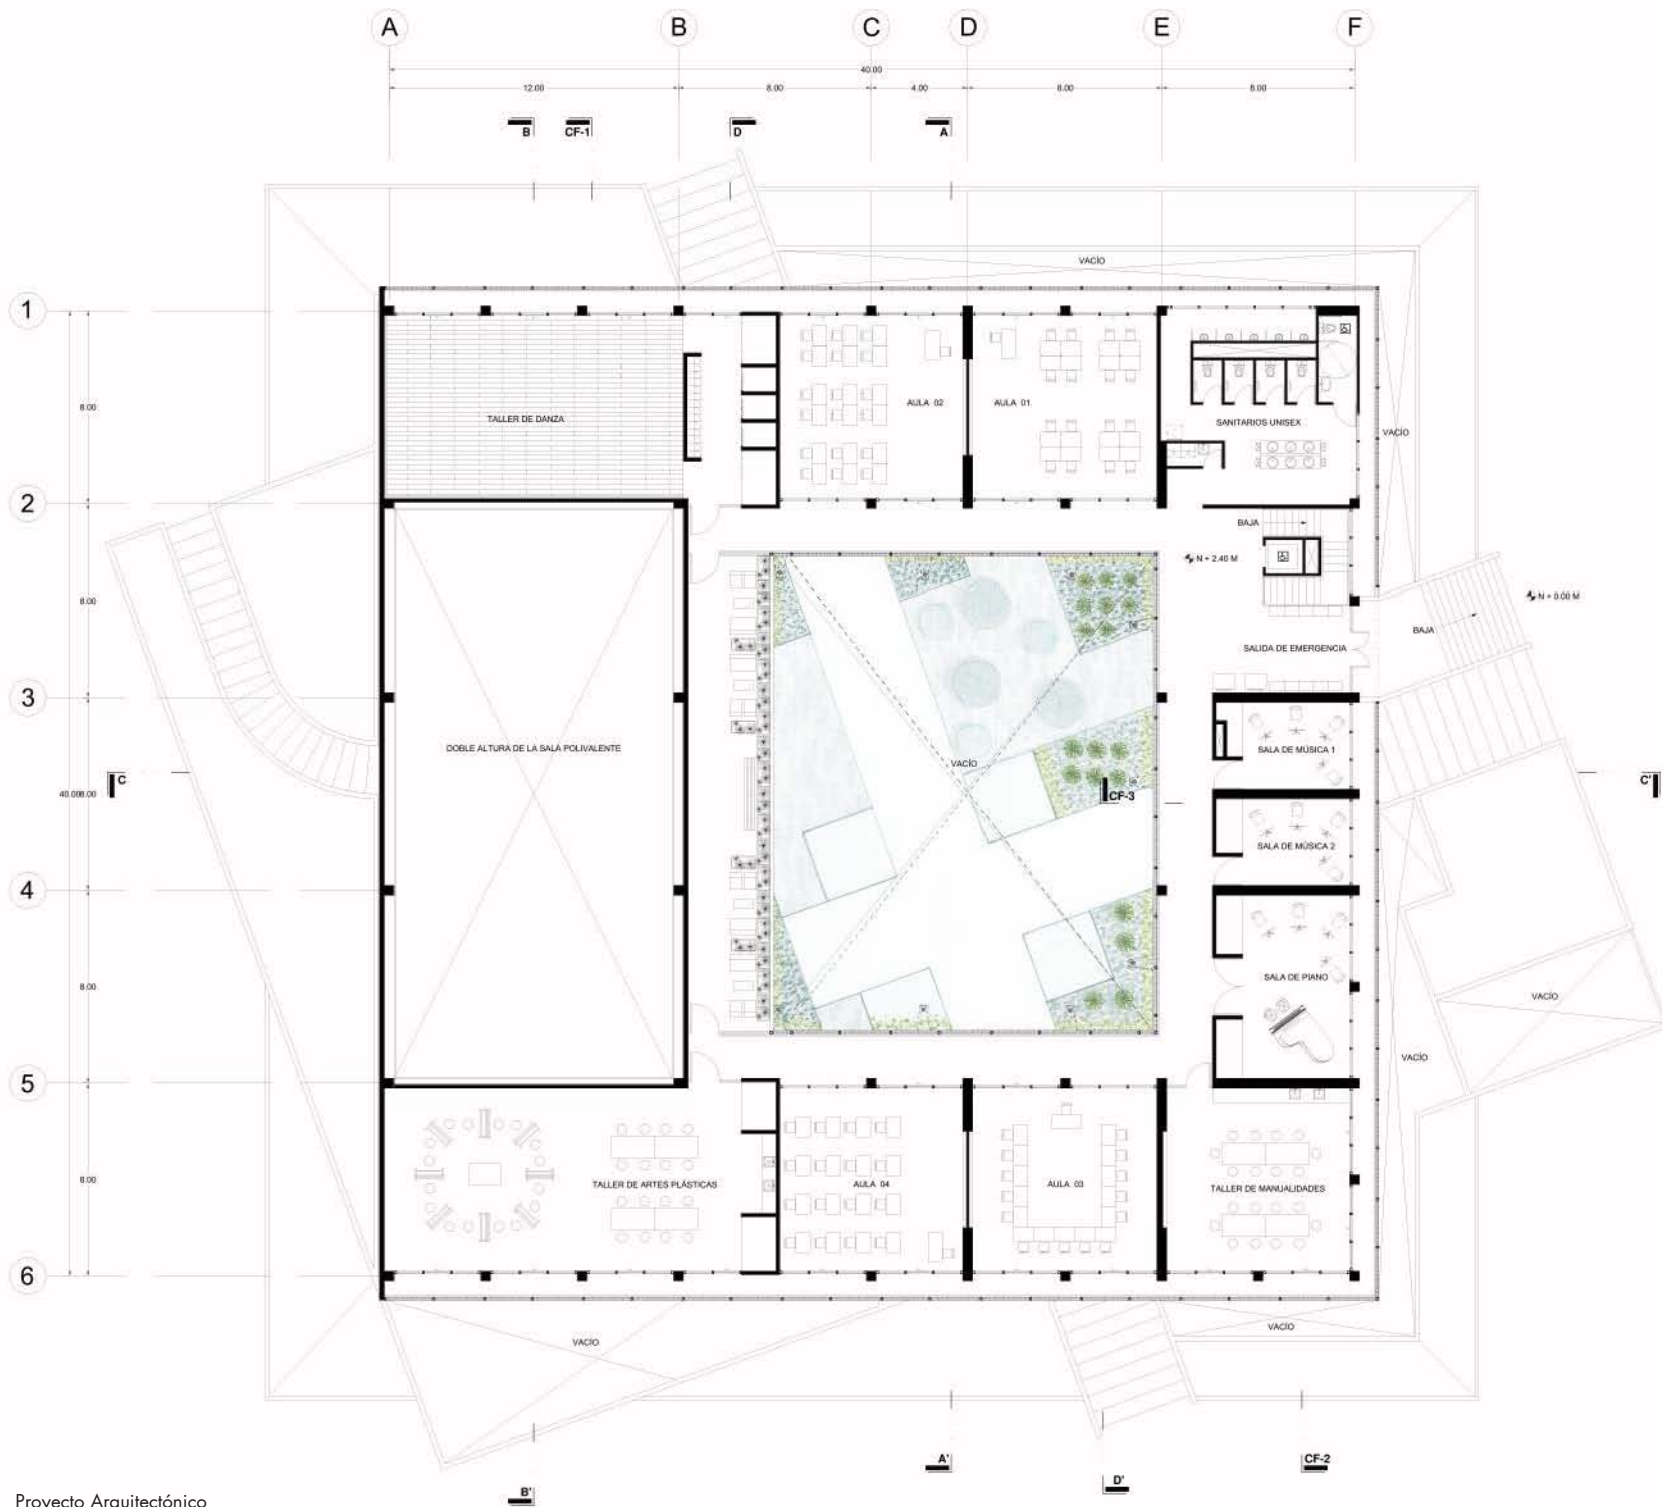 A B C D E F
40.00
12.00 8.00 4.00 8.00 8.00
B CF-1 D A
VACÍO
1
8.00
TALLER DE DANZA
AULA 02
AULA 01
SANITARIOS UNISEX
VACÍO
2
BAJA
N + 2.40 M
8.00
N + 0.00 M
BAJA
SALIDA DE EMERGENCIA
3
DOBLE ALTURA DE LA SALA POLIVALENTE
SALA DE MÚSICA 1
VACÍO
C
C'
40.00
8.00
CF-3
SALA DE MÚSICA 2
4
SALA DE PIANO
8.00
VACÍO
VACÍO
5
8.00
TALLER DE ARTES PLÁSTICAS
AULA 04
AULA 03
TALLER DE MANUALIDADES
6
VACÍO
VACÍO
A'
CF-2
B'
D'
Proyecto Arquitectónico